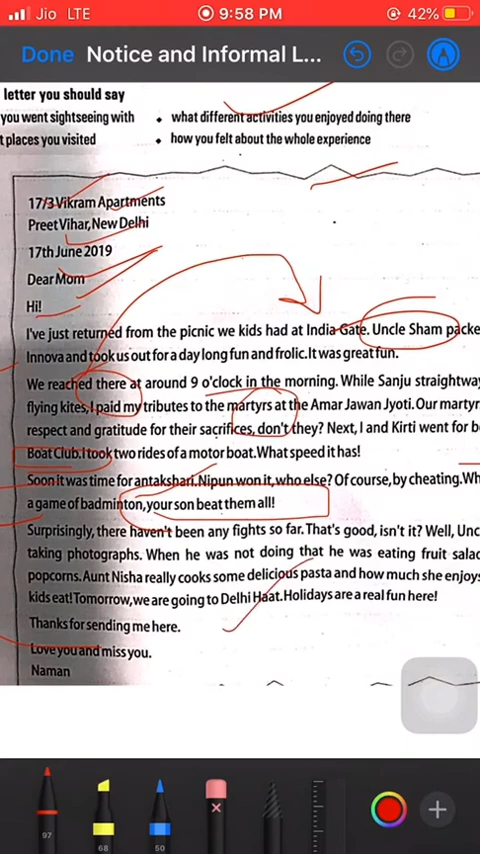 Jio LTE 9:58 PM 42%
Done Notice and Informal L...
letter you should say
you went sightseeing with • what different activities you enjoyed doing there
t places you visited • how you felt about the whole experience
17/3 Vikram Apartments
Preet Vihar, New Delhi
17th June 2019
Dear Mom
Hi!
I've just returned from the picnic we kids had at India Gate. Uncle Sham packe
Innova and took us out for a day long fun and frolic. It was great fun.
We reached there at around 9 o'clock in the morning. While Sanju straightway
flying kites, I paid my tributes to the martyrs at the Amar Jawan Jyoti. Our martyr
respect and gratitude for their sacrifices, don't they? Next, I and Kirti went for b
Boat Club. I took two rides of a motor boat. What speed it has!
Soon it was time for antakshari. Nipun won it, who else? Of course, by cheating. Wh
a game of badminton, your son beat them all!
Surprisingly, there haven't been any fights so far. That's good, isn't it? Well, Unc
taking photographs. When he was not doing that he was eating fruit salad
popcorns. Aunt Nisha really cooks some delicious pasta and how much she enjoys
kids eat! Tomorrow, we are going to Delhi Haat. Holidays are a real fun here!
Thanks for sending me here.
Love you and miss you.
Naman
97 68 50